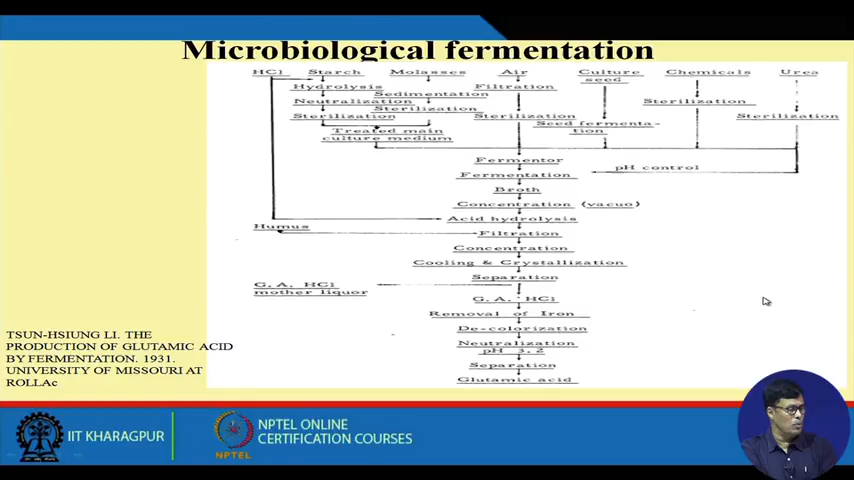 Microbiological fermentation
HCl Starch Molasses Air Culture seed Chemicals Urea
Hydrolysis Filtration
Sedimentation
Neutralization Sterilization
Sterilization
Sterilization Sterilization Sterilization
Seed fermenta-
tion
Treated main
culture medium
Fermentor
pH control
Fermentation
Broth
Concentration (vacuo)
Acid hydrolysis
Humus
Filtration
Concentration
Cooling & Crystallization
Separation
G.A. HCl
mother liquor
G.A. HCl
Removal of Iron
De-colorization
Neutralization
pH 3.2
Separation
Glutamic acid
TSUN-HSIUNG LI. THE
PRODUCTION OF GLUTAMIC ACID
BY FERMENTATION. 1931.
UNIVERSITY OF MISSOURI AT
ROLLAc
IIT KHARAGPUR
NPTEL
NPTEL ONLINE
CERTIFICATION COURSES